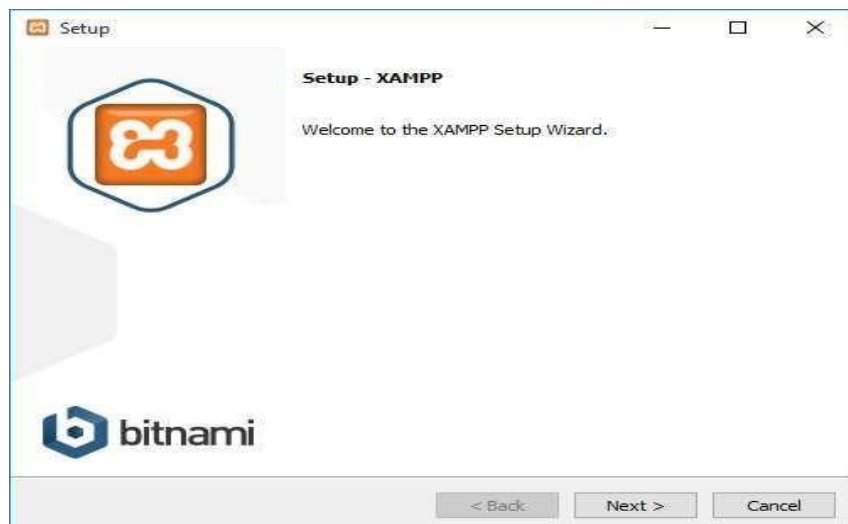 Setup
Setup - XAMPP
Welcome to the XAMPP Setup Wizard.
bitnami
< Back Next > Cancel